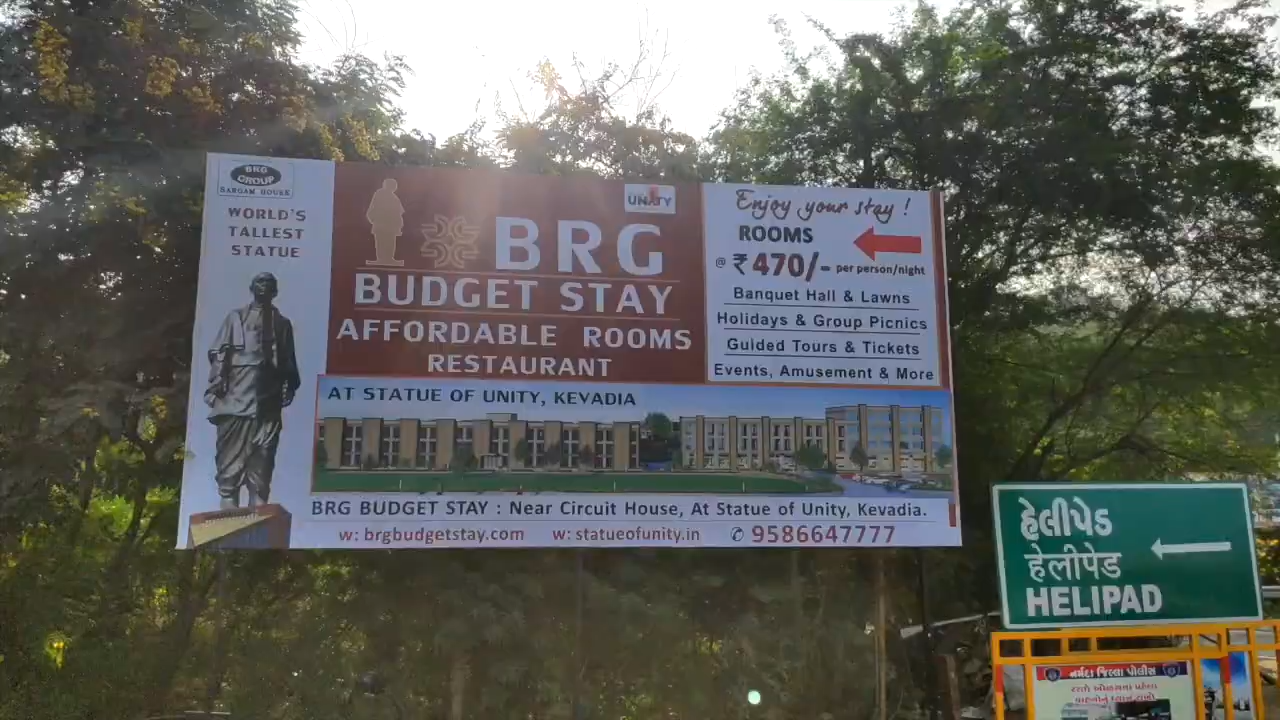 BRG
GROUP
SARGAM HOUSE
WORLD'S
TALLEST
STATUE
UNITY
BRG
BUDGET STAY
AFFORDABLE ROOMS
RESTAURANT
Enjoy your stay !
ROOMS
@ ₹470/- per person/night
Banquet Hall & Lawns
Holidays & Group Picnics
Guided Tours & Tickets
Events, Amusement & More
AT STATUE OF UNITY, KEVADIA
BRG BUDGET STAY : Near Circuit House, At Statue of Unity, Kevadia.
w: brgbudgetstay.com w: statueofunity.in 9586647777
હેલીપેડ
हेलीपेड
HELIPAD
નર્મદા જિલ્લા પોલીસ